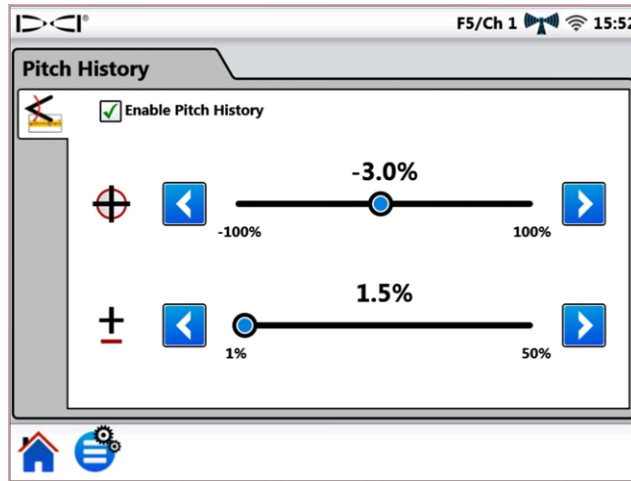 DCI®
F5/Ch 1 15:52
Pitch History
Enable Pitch History
-3.0%
-100% 100%
1.5%
1% 50%